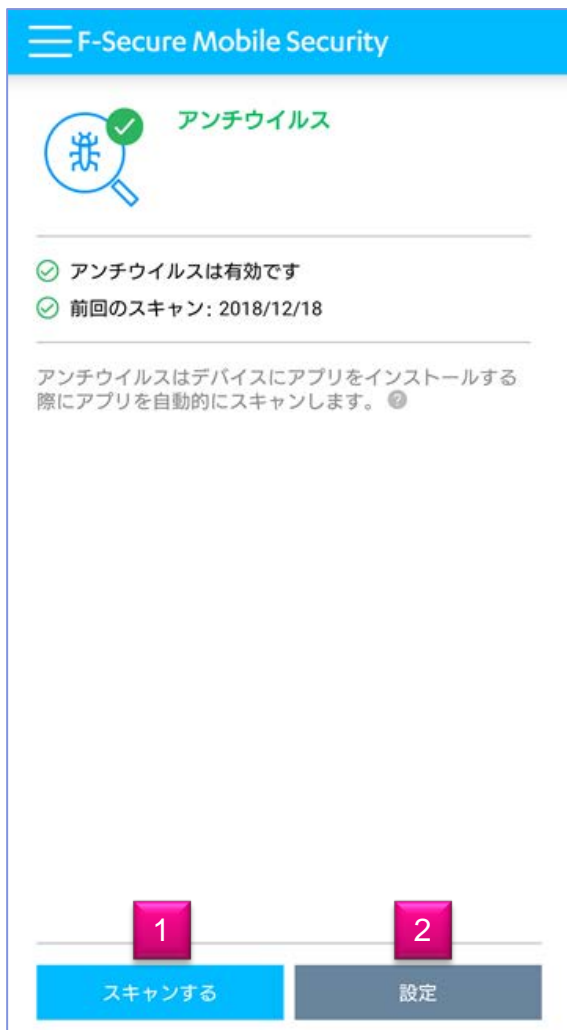 F-Secure Mobile Security
アンチウイルス
アンチウイルスは有効です
前回のスキャン: 2018/12/18
アンチウイルスはデバイスにアプリをインストールする
際にアプリを自動的にスキャンします。 ?
1
2
スキャンする
設定